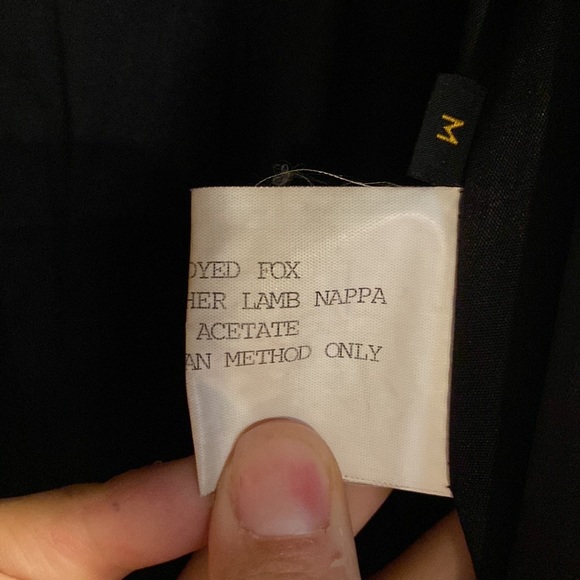 M
DYED FOX
HER LAMB NAPPA
ACETATE
AN METHOD ONLY